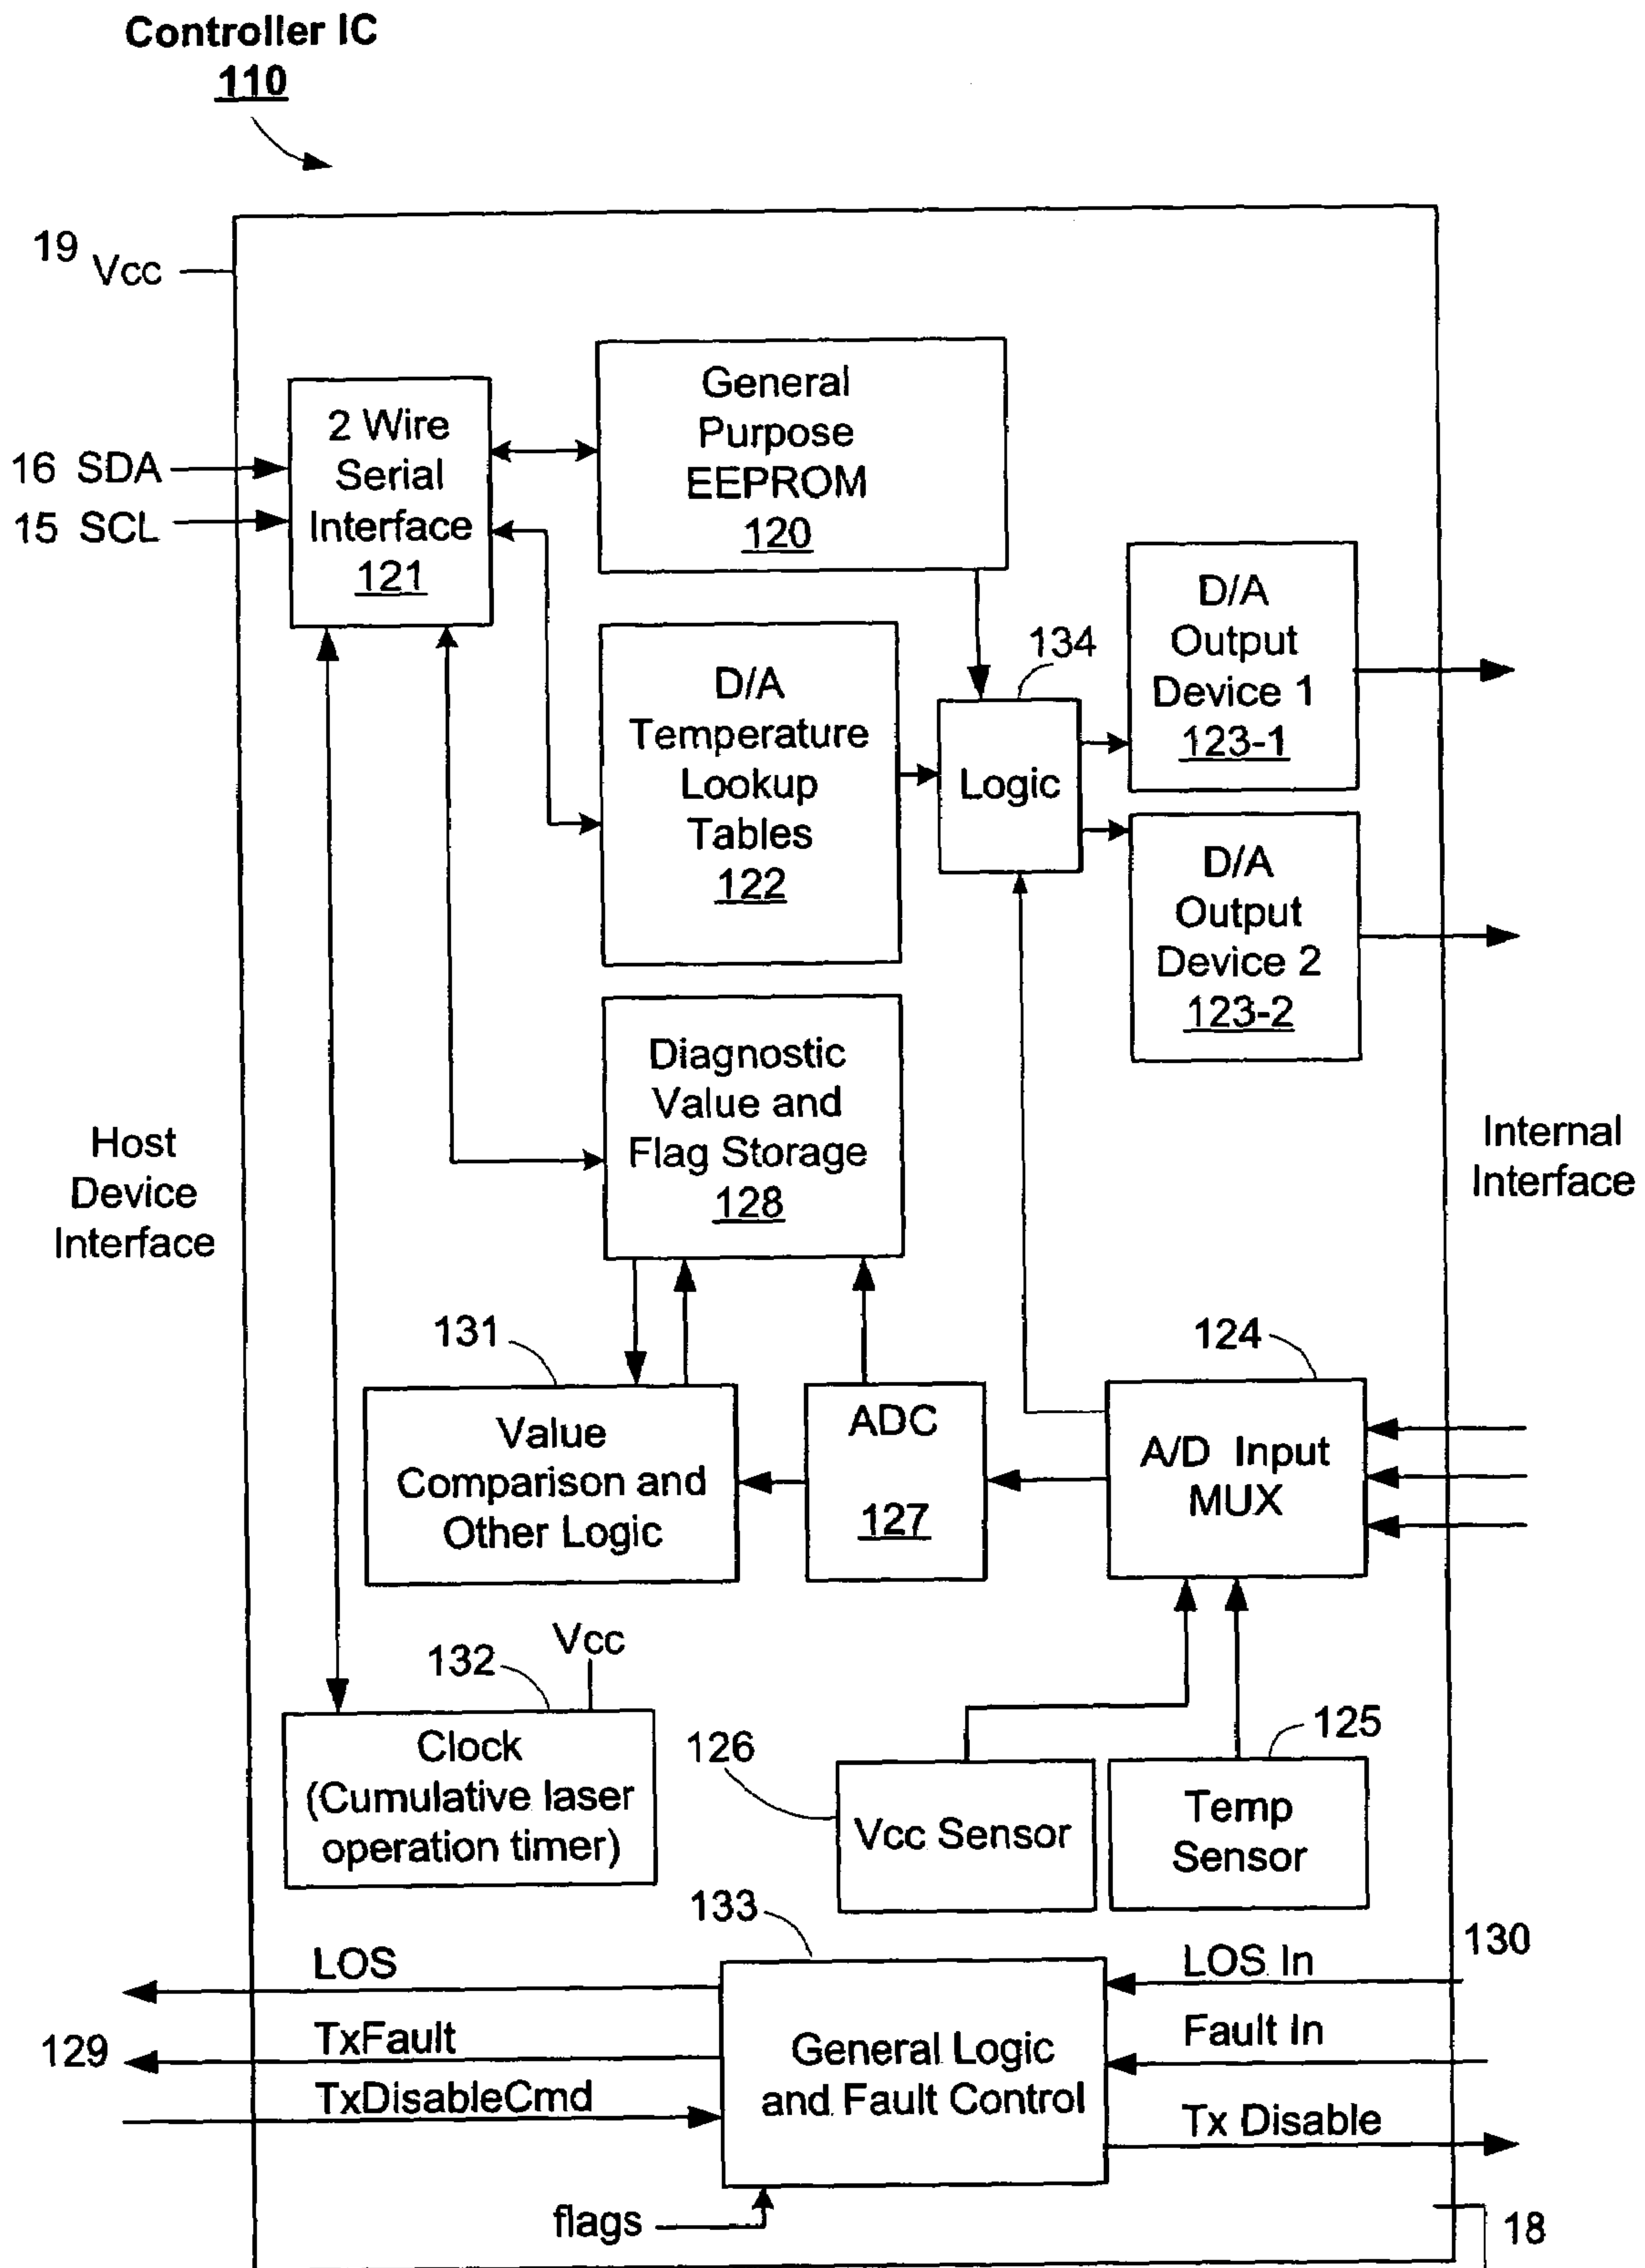 Controller IC
110
19
Vcc
16 SDA
15 SCL
2 Wire
Serial
Interface
121
General
Purpose
EEPROM
120
D/A
Temperature
Lookup
Tables
122
134
Logic
D/A
Output
Device 1
123-1
D/A
Output
Device 2
123-2
Host
Device
Interface
Internal
Interface
Diagnostic
Value and
Flag Storage
128
131
Value
Comparison and
Other Logic
ADC
127
124
A/D Input
MUX
132
Vcc
Clock
(Cumulative laser
operation timer)
126
Vcc Sensor
125
Temp
Sensor
133
General Logic
and Fault Control
130
LOS
TxFault
TxDisableCmd
129
LOS In
Fault In
Tx Disable
flags
18